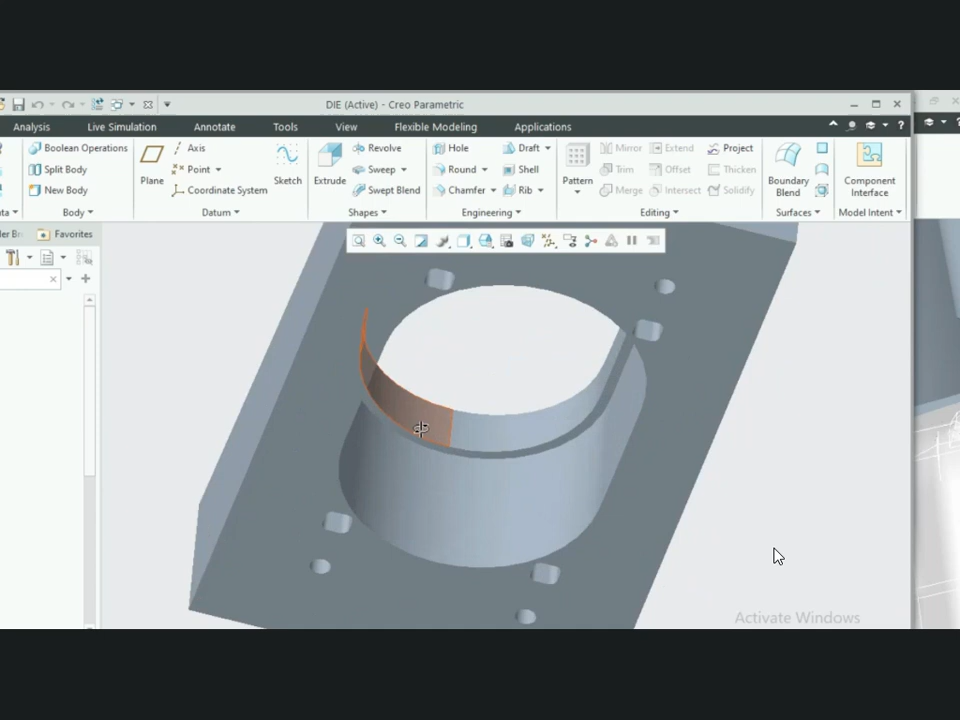 DIE (Active) - Creo Parametric
Analysis Live Simulation Annotate Tools View Flexible Modeling Applications
Boolean Operations Axis Revolve Hole Draft Mirror Extend Project
Split Body Point Sweep Round Shell Trim Offset Thicken
New Body Coordinate System Swept Blend Chamfer Rib Merge Intersect Solidify
Plane Sketch Extrude Pattern Boundary Blend Component Interface
Body Datum Shapes Engineering Editing Surfaces Model Intent
Favorites
Activate Windows